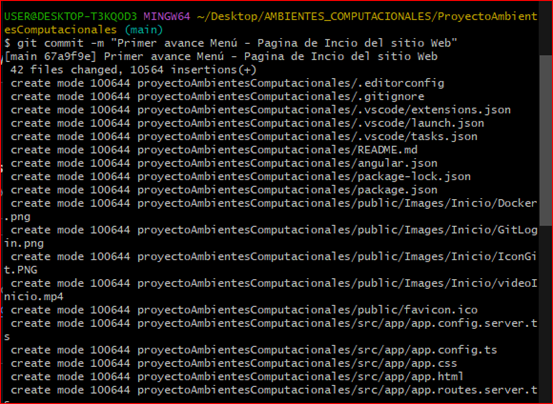 USER@DESKTOP-T3KQOD3 MINGW64 ~/Desktop/AMBIENTES_COMPUTACIONALES/ProyectoAmbient
esComputacionales (main)
$ git commit -m "Primer avance Menú - Pagina de Incio del sitio Web"
[main 67a9f9e] Primer avance Menú - Pagina de Incio del sitio Web
 42 files changed, 10564 insertions(+)
 create mode 100644 proyectoAmbientesComputacionales/.editorconfig
 create mode 100644 proyectoAmbientesComputacionales/.gitignore
 create mode 100644 proyectoAmbientesComputacionales/.vscode/extensions.json
 create mode 100644 proyectoAmbientesComputacionales/.vscode/launch.json
 create mode 100644 proyectoAmbientesComputacionales/.vscode/tasks.json
 create mode 100644 proyectoAmbientesComputacionales/README.md
 create mode 100644 proyectoAmbientesComputacionales/angular.json
 create mode 100644 proyectoAmbientesComputacionales/package-lock.json
 create mode 100644 proyectoAmbientesComputacionales/package.json
 create mode 100644 proyectoAmbientesComputacionales/public/Images/Inicio/Docker
.png
 create mode 100644 proyectoAmbientesComputacionales/public/Images/Inicio/GitLog
in.png
 create mode 100644 proyectoAmbientesComputacionales/public/Images/Inicio/IconGi
t.PNG
 create mode 100644 proyectoAmbientesComputacionales/public/Images/Inicio/videoI
nicio.mp4
 create mode 100644 proyectoAmbientesComputacionales/public/favicon.ico
 create mode 100644 proyectoAmbientesComputacionales/src/app/app.config.server.t
s
 create mode 100644 proyectoAmbientesComputacionales/src/app/app.config.ts
 create mode 100644 proyectoAmbientesComputacionales/src/app/app.css
 create mode 100644 proyectoAmbientesComputacionales/src/app/app.html
 create mode 100644 proyectoAmbientesComputacionales/src/app/app.routes.server.t